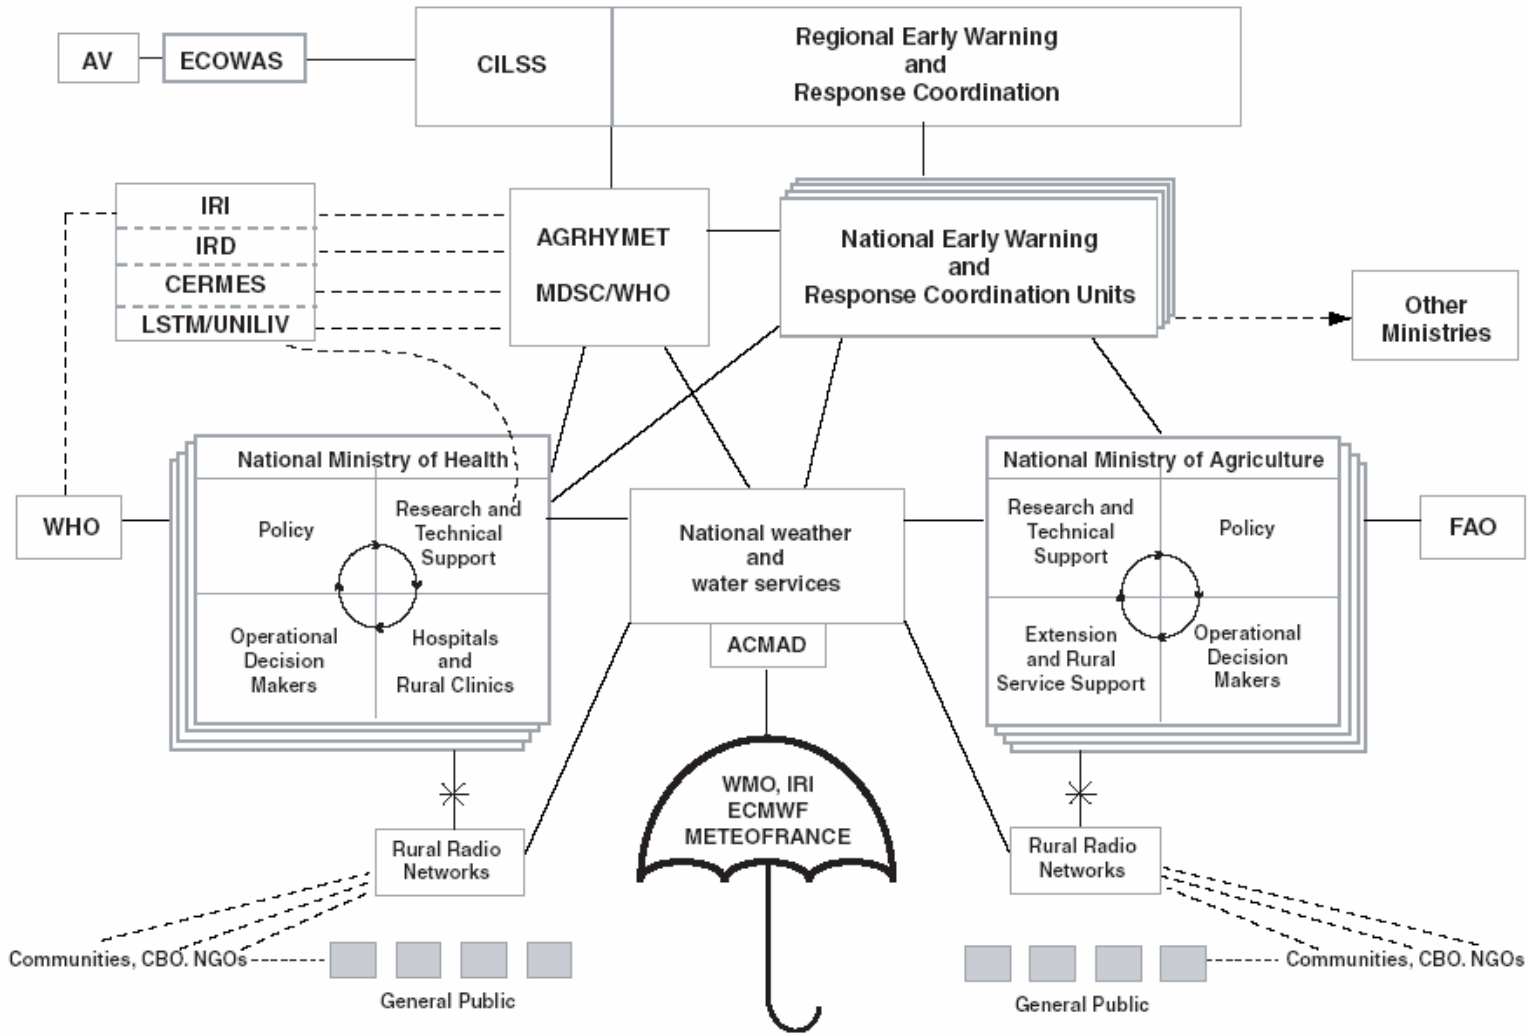 AV
ECOWAS
CILSS
Regional Early Warning
and
Response Coordination
IRI
IRD
CERMES
LSTM/UNILIV
AGRHYMET
MDSC/WHO
National Early Warning
and
Response Coordination Units
Other
Ministries
WHO
National Ministry of Health
Policy
Research and
Technical
Support
Operational
Decision
Makers
Hospitals
and
Rural Clinics
National weather
and
water services
ACMAD
National Ministry of Agriculture
Research and
Technical
Support
Policy
Extension
and Rural
Service Support
Operational
Decision
Makers
FAO
WMO, IRI
ECMWF
METEOFRANCE
Rural Radio
Networks
Rural Radio
Networks
Communities, CBO. NGOs
General Public
Communities, CBO. NGOs
General Public